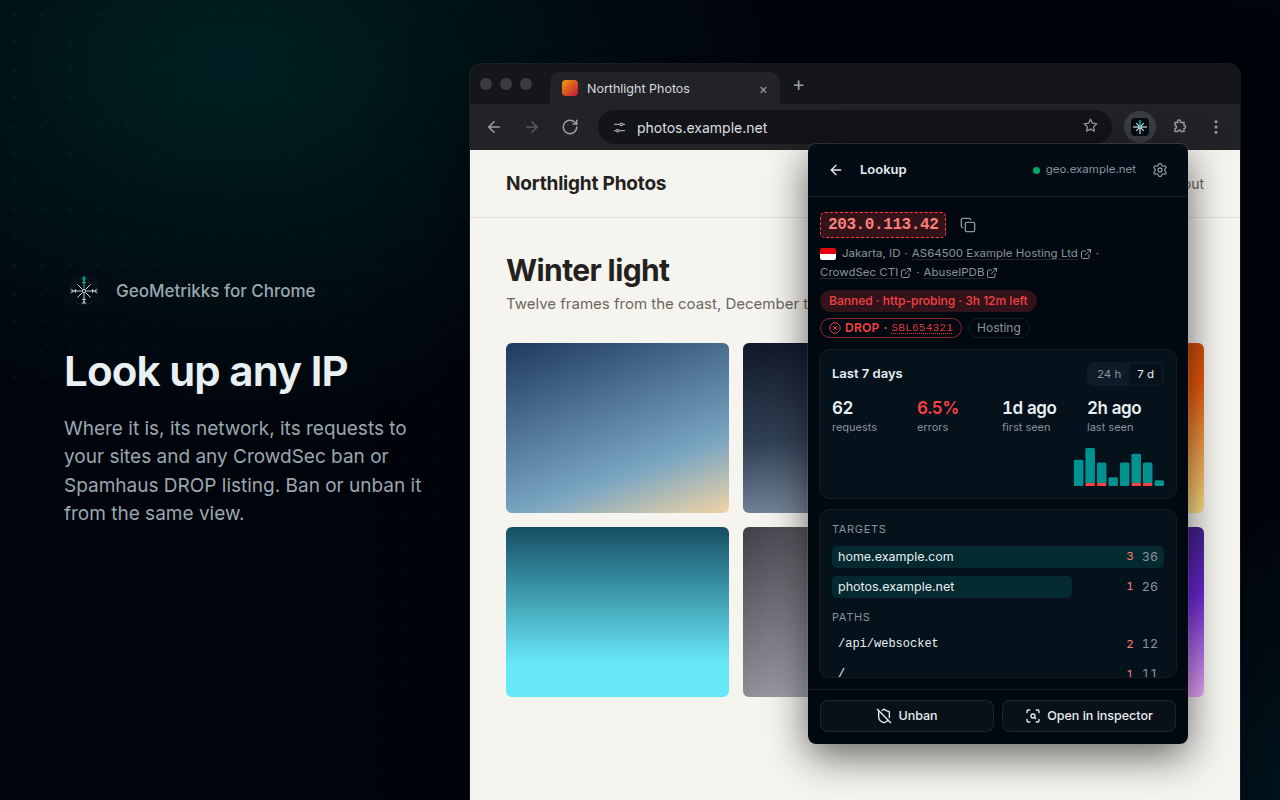 Northlight Photos
photos.example.net
Northlight Photos
out
Winter light
Twelve frames from the coast, December
GeoMetrikks for Chrome
Look up any IP
Where it is, its network, its requests to
your sites and any CrowdSec ban or
Spamhaus DROP listing. Ban or unban it
from the same view.
Lookup
geo.example.net
203.0.113.42
Jakarta, ID · AS64500 Example Hosting Ltd ·
CrowdSec CTI · AbuseIPDB
Banned · http-probing · 3h 12m left
DROP · SBL654321 Hosting
Last 7 days 24 h 7 d
62 6.5% 1d ago 2h ago
requests errors first seen last seen
TARGETS
home.example.com 3 36
photos.example.net 1 26
PATHS
/api/websocket 2 12
/ 1 11
Unban Open in Inspector